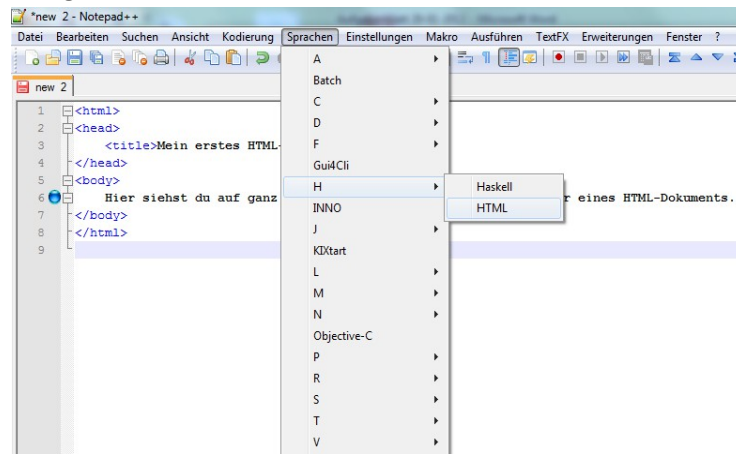 *new 2 - Notepad++
Datei Bearbeiten Suchen Ansicht Kodierung Sprachen Einstellungen Makro Ausführen TextFX Erweiterungen Fenster ?
new 2
A
Batch
C
D
F
Gui4Cli
H
INNO
J
KIXtart
L
M
N
Objective-C
P
R
S
T
V
Haskell
HTML
1 <html>
2 <head>
3 <title>Mein erstes HTML-
4 </head>
5 <body>
6 Hier siehst du auf ganz r eines HTML-Dokuments.
7 </body>
8 </html>
9